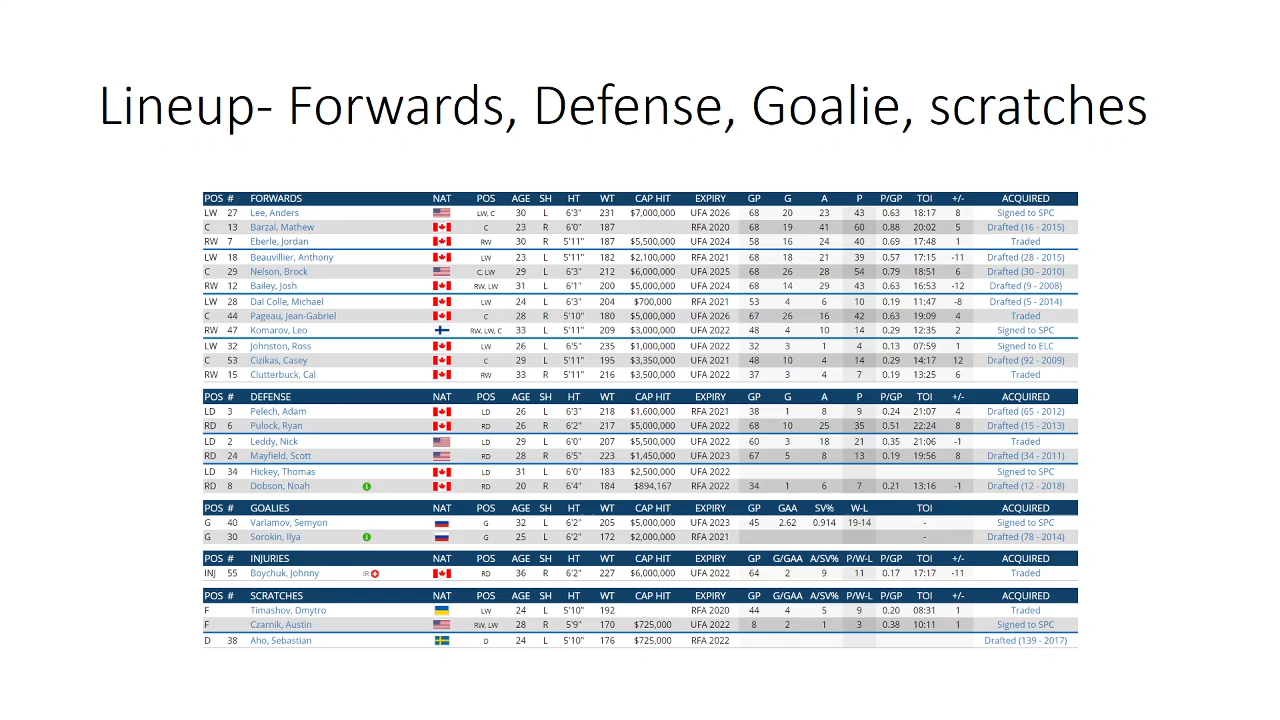 Lineup- Forwards, Defense, Goalie, scratches
POS # FORWARDS NAT POS AGE SH HT WT CAP HIT EXPIRY GP G A P P/GP TOI +/- ACQUIRED
LW 27 Lee, Anders LW, C 30 L 6'3" 231 $7,000,000 UFA 2026 68 20 23 43 0.63 18:17 8 Signed to SPC
C 13 Barzal, Mathew C 23 R 6'0" 187 RFA 2020 68 19 41 60 0.88 20:02 5 Drafted (16 - 2015)
RW 7 Eberle, Jordan RW 30 R 5'11" 187 $5,500,000 UFA 2024 58 16 24 40 0.69 17:48 1 Traded
LW 18 Beauvillier, Anthony LW 23 L 5'11" 182 $2,100,000 RFA 2021 68 18 21 39 0.57 17:15 -11 Drafted (28 - 2015)
C 29 Nelson, Brock C, LW 29 L 6'3" 212 $6,000,000 UFA 2025 68 26 28 54 0.79 18:51 6 Drafted (30 - 2010)
RW 12 Bailey, Josh RW, LW 31 L 6'1" 200 $5,000,000 UFA 2024 68 14 29 43 0.63 16:53 -12 Drafted (9 - 2008)
LW 28 Dal Colle, Michael LW 24 L 6'3" 204 $700,000 RFA 2021 53 4 6 10 0.19 11:47 -8 Drafted (5 - 2014)
C 44 Pageau, Jean-Gabriel C 28 R 5'10" 180 $5,000,000 UFA 2026 67 26 16 42 0.63 19:09 4 Traded
RW 47 Komarov, Leo RW, LW, C 33 L 5'11" 209 $3,000,000 UFA 2022 48 4 10 14 0.29 12:35 2 Signed to SPC
LW 32 Johnston, Ross LW 26 L 6'5" 235 $1,000,000 UFA 2022 32 3 1 4 0.13 07:59 1 Signed to ELC
C 53 Cizikas, Casey C 29 L 5'11" 195 $3,350,000 UFA 2021 48 10 4 14 0.29 14:17 12 Drafted (92 - 2009)
RW 15 Clutterbuck, Cal RW 33 R 5'11" 216 $3,500,000 UFA 2022 37 3 4 7 0.19 13:25 6 Traded
POS # DEFENSE NAT POS AGE SH HT WT CAP HIT EXPIRY GP G A P P/GP TOI +/- ACQUIRED
LD 3 Pelech, Adam LD 26 L 6'3" 218 $1,600,000 RFA 2021 38 1 8 9 0.24 21:07 4 Drafted (65 - 2012)
RD 6 Pulock, Ryan RD 26 R 6'2" 217 $5,000,000 UFA 2022 68 10 25 35 0.51 22:24 8 Drafted (15 - 2013)
LD 2 Leddy, Nick LD 29 L 6'0" 207 $5,500,000 UFA 2022 60 3 18 21 0.35 21:06 -1 Traded
RD 24 Mayfield, Scott RD 28 R 6'5" 223 $1,450,000 UFA 2023 67 5 8 13 0.19 19:56 8 Drafted (34 - 2011)
LD 34 Hickey, Thomas LD 31 L 6'0" 183 $2,500,000 UFA 2022 Signed to SPC
RD 8 Dobson, Noah RD 20 R 6'4" 184 $894,167 RFA 2022 34 1 6 7 0.21 13:16 -1 Drafted (12 - 2018)
POS # GOALIES NAT POS AGE SH HT WT CAP HIT EXPIRY GP GAA SV% W-L TOI ACQUIRED
G 40 Varlamov, Semyon G 32 L 6'2" 205 $5,000,000 UFA 2023 45 2.62 0.914 19-14 - Signed to SPC
G 30 Sorokin, Ilya G 25 L 6'2" 172 $2,000,000 RFA 2021 - Drafted (78 - 2014)
POS # INJURIES NAT POS AGE SH HT WT CAP HIT EXPIRY GP G/GAA A/SV% P/W-L P/GP TOI +/- ACQUIRED
INJ 55 Boychuk, Johnny IR RD 36 R 6'2" 227 $6,000,000 UFA 2022 64 2 9 11 0.17 17:17 -11 Traded
POS # SCRATCHES NAT POS AGE SH HT WT CAP HIT EXPIRY GP G/GAA A/SV% P/W-L P/GP TOI +/- ACQUIRED
F Timashov, Dmytro LW 24 L 5'10" 192 RFA 2020 44 4 5 9 0.20 08:31 1 Traded
F Czarnik, Austin RW, LW 28 R 5'9" 170 $725,000 UFA 2022 8 2 1 3 0.38 10:11 1 Signed to SPC
D 38 Aho, Sebastian D 24 L 5'10" 176 $725,000 RFA 2022 Drafted (139 - 2017)